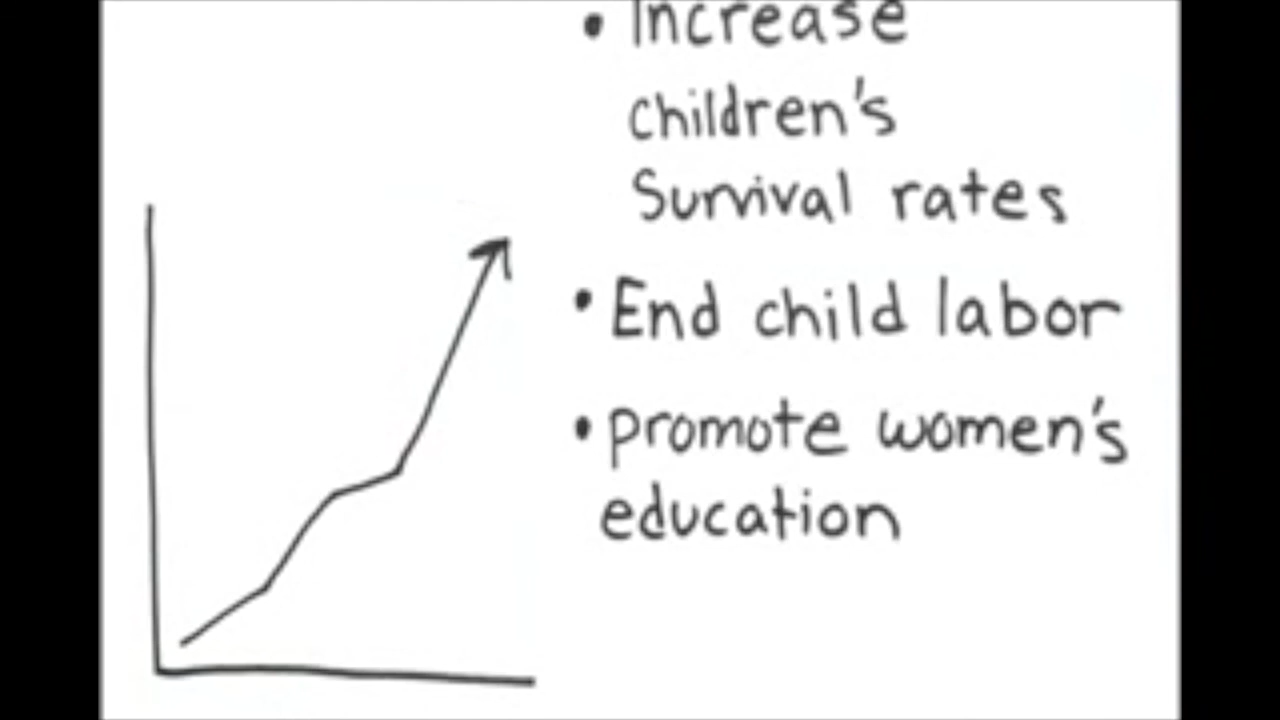 • Increase
children's
Survival rates
• End child labor
• promote women's
education